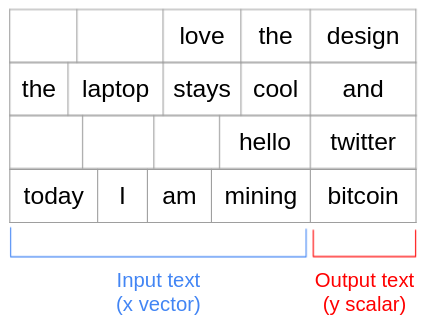 love the design
the laptop stays cool and
hello twitter
today I am mining bitcoin
Input text Output text
(x vector) (y scalar)